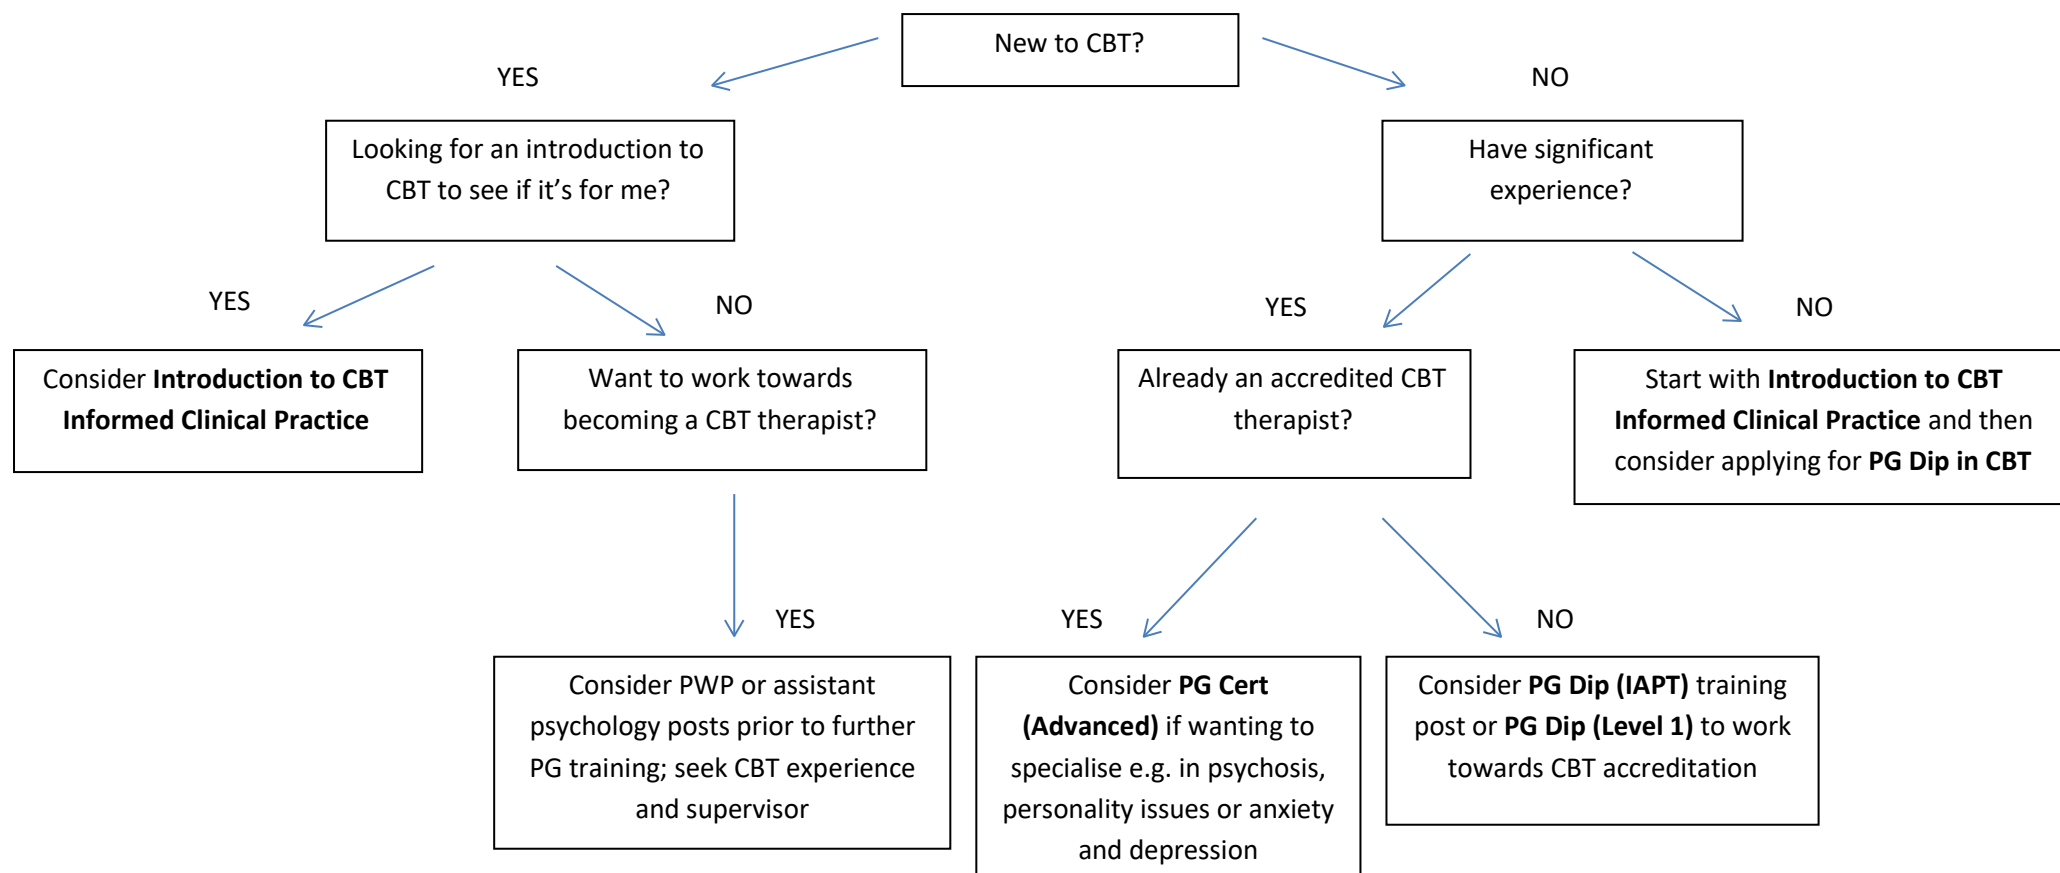 New to CBT?
YES
NO
Looking for an introduction to
CBT to see if it’s for me?
Have significant
experience?
YES
NO
YES
NO
Consider Introduction to CBT
Informed Clinical Practice
Want to work towards
becoming a CBT therapist?
Already an accredited CBT
therapist?
Start with Introduction to CBT
Informed Clinical Practice and then
consider applying for PG Dip in CBT
YES
YES
NO
Consider PWP or assistant
psychology posts prior to further
PG training; seek CBT experience
and supervisor
Consider PG Cert
(Advanced) if wanting to
specialise e.g. in psychosis,
personality issues or anxiety
and depression
Consider PG Dip (IAPT) training
post or PG Dip (Level 1) to work
towards CBT accreditation